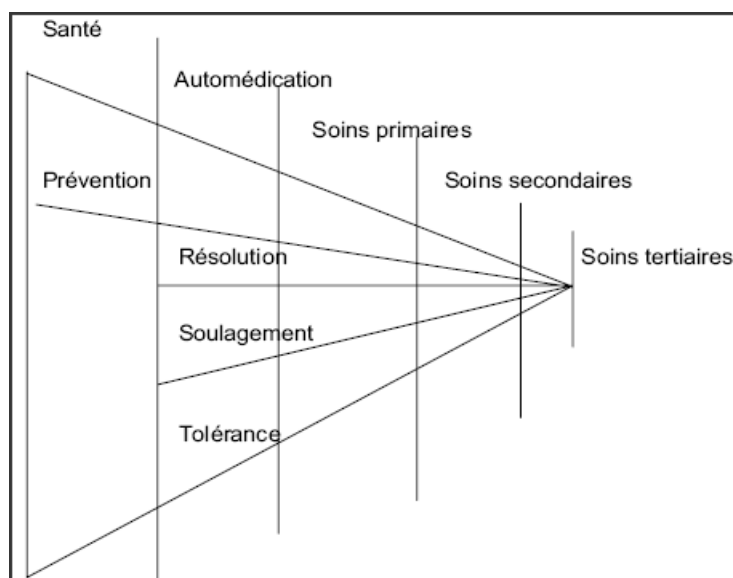 Santé
Automédication
Soins primaires
Prévention
Soins secondaires
Résolution
Soins tertiaires
Soulagement
Tolérance